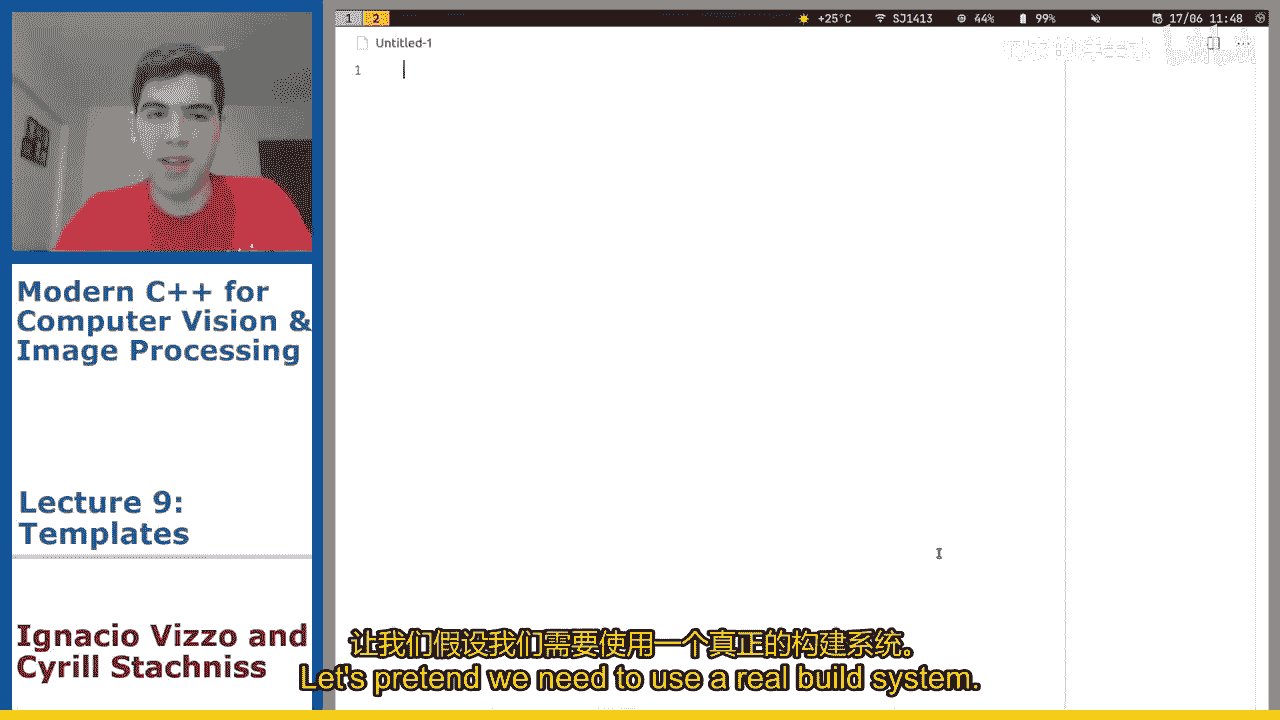 1 2
+25°C SJ1413 44% 99% 17/06 11:48
Untitled-1
1
Modern C++ for
Computer Vision &
Image Processing
Lecture 9:
Templates
Ignacio Vizzo and
Cyrill Stachniss
让我们假设我们需要使用一个真正的构建系统。
Let's pretend we need to use a real build system.